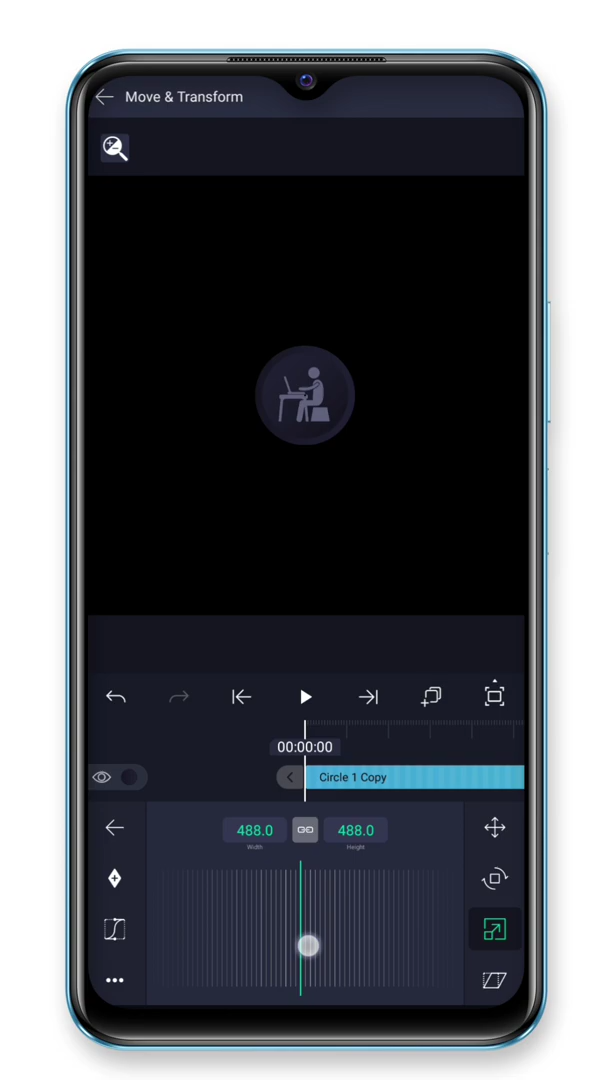 Move & Transform
00:00:00
Circle 1 Copy
488.0 488.0
Width Height